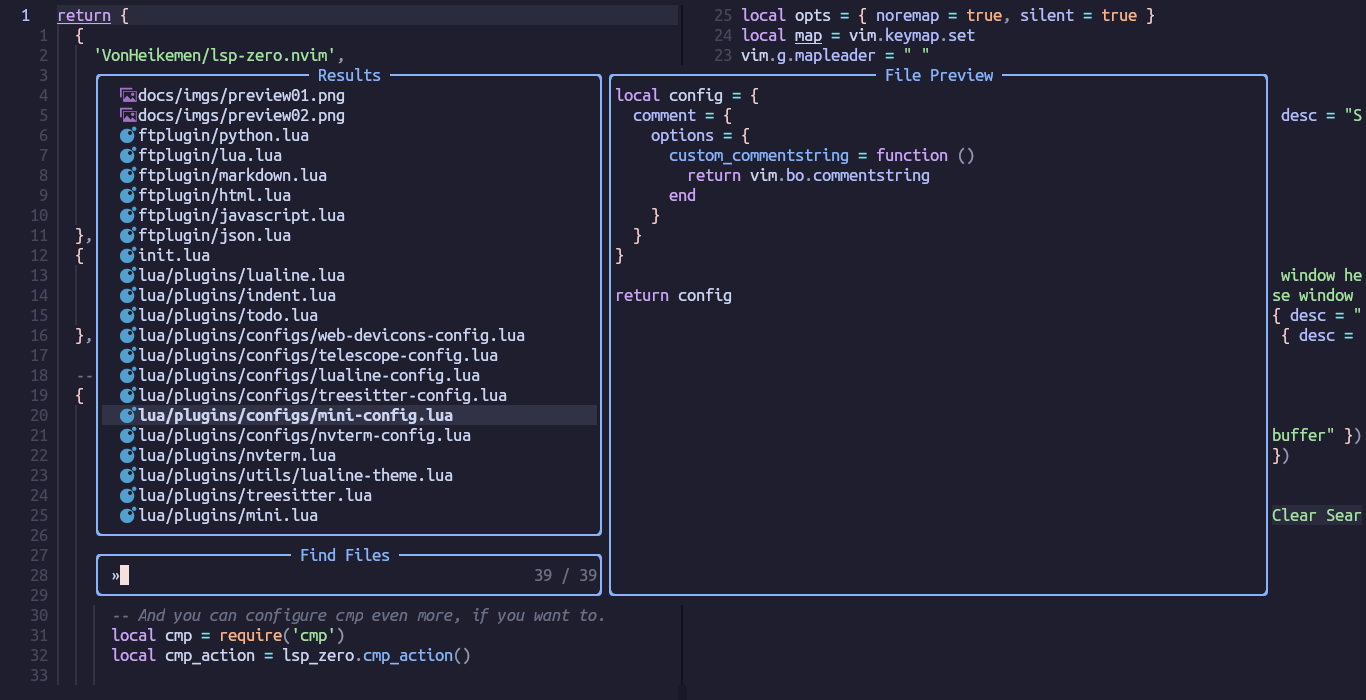 1 return {
1 {
2 'VonHeikemen/lsp-zero.nvim',
3
4
5
6
7
8
9
10
11 },
12 {
13
14
15
16 },
17
18 --
19 {
20
21
22
23
24
25
26
27
28
29
30 -- And you can configure cmp even more, if you want to.
31 local cmp = require('cmp')
32 local cmp_action = lsp_zero.cmp_action()
33
25 local opts = { noremap = true, silent = true }
24 local map = vim.keymap.set
23 vim.g.mapleader = " "
desc = "S
window he
se window
{ desc = "
{ desc =
buffer" })
})
Clear Sear
Results
docs/imgs/preview01.png
docs/imgs/preview02.png
ftplugin/python.lua
ftplugin/lua.lua
ftplugin/markdown.lua
ftplugin/html.lua
ftplugin/javascript.lua
ftplugin/json.lua
init.lua
lua/plugins/lualine.lua
lua/plugins/indent.lua
lua/plugins/todo.lua
lua/plugins/configs/web-devicons-config.lua
lua/plugins/configs/telescope-config.lua
lua/plugins/configs/lualine-config.lua
lua/plugins/configs/treesitter-config.lua
lua/plugins/configs/mini-config.lua
lua/plugins/configs/nvterm-config.lua
lua/plugins/nvterm.lua
lua/plugins/utils/lualine-theme.lua
lua/plugins/treesitter.lua
lua/plugins/mini.lua
Find Files
» 39 / 39
File Preview
local config = {
comment = {
options = {
custom_commentstring = function ()
return vim.bo.commentstring
end
}
}
}
return config